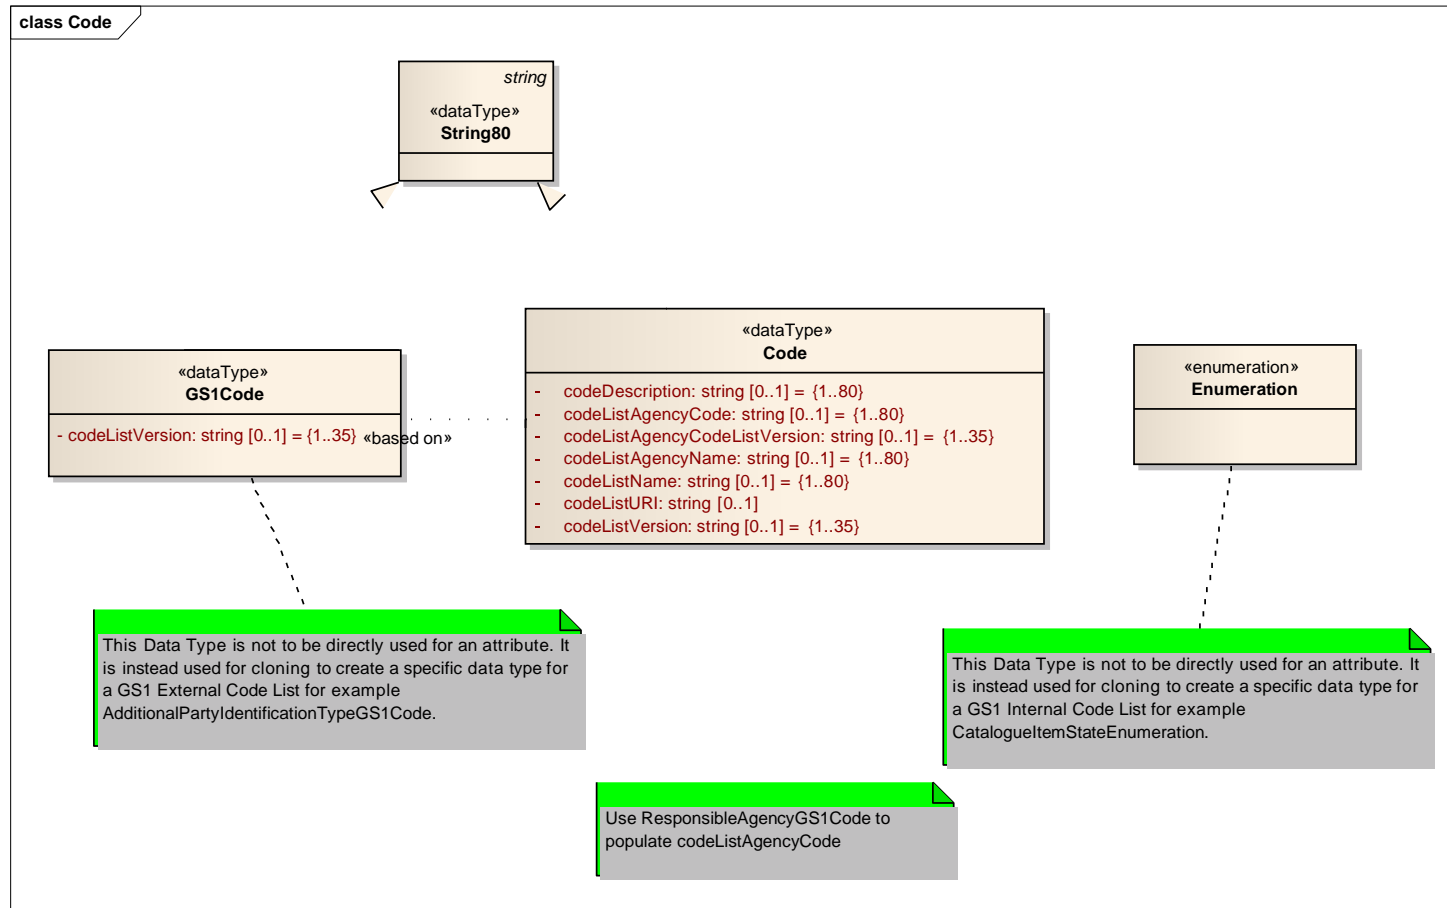 class Code
string
«dataType»
String80
«dataType»
GS1Code
- codeListVersion: string [0..1] = {1..35}
«based on»
«dataType»
Code
- codeDescription: string [0..1] = {1..80}
- codeListAgencyCode: string [0..1] = {1..80}
- codeListAgencyCodeListVersion: string [0..1] = {1..35}
- codeListAgencyName: string [0..1] = {1..80}
- codeListName: string [0..1] = {1..80}
- codeListURI: string [0..1]
- codeListVersion: string [0..1] = {1..35}
«enumeration»
Enumeration
This Data Type is not to be directly used for an attribute. It
is instead used for cloning to create a specific data type for
a GS1 External Code List for example
AdditionalPartyIdentificationTypeGS1Code.
This Data Type is not to be directly used for an attribute. It
is instead used for cloning to create a specific data type for
a GS1 Internal Code List for example
CatalogueItemStateEnumeration.
Use ResponsibleAgencyGS1Code to
populate codeListAgencyCode